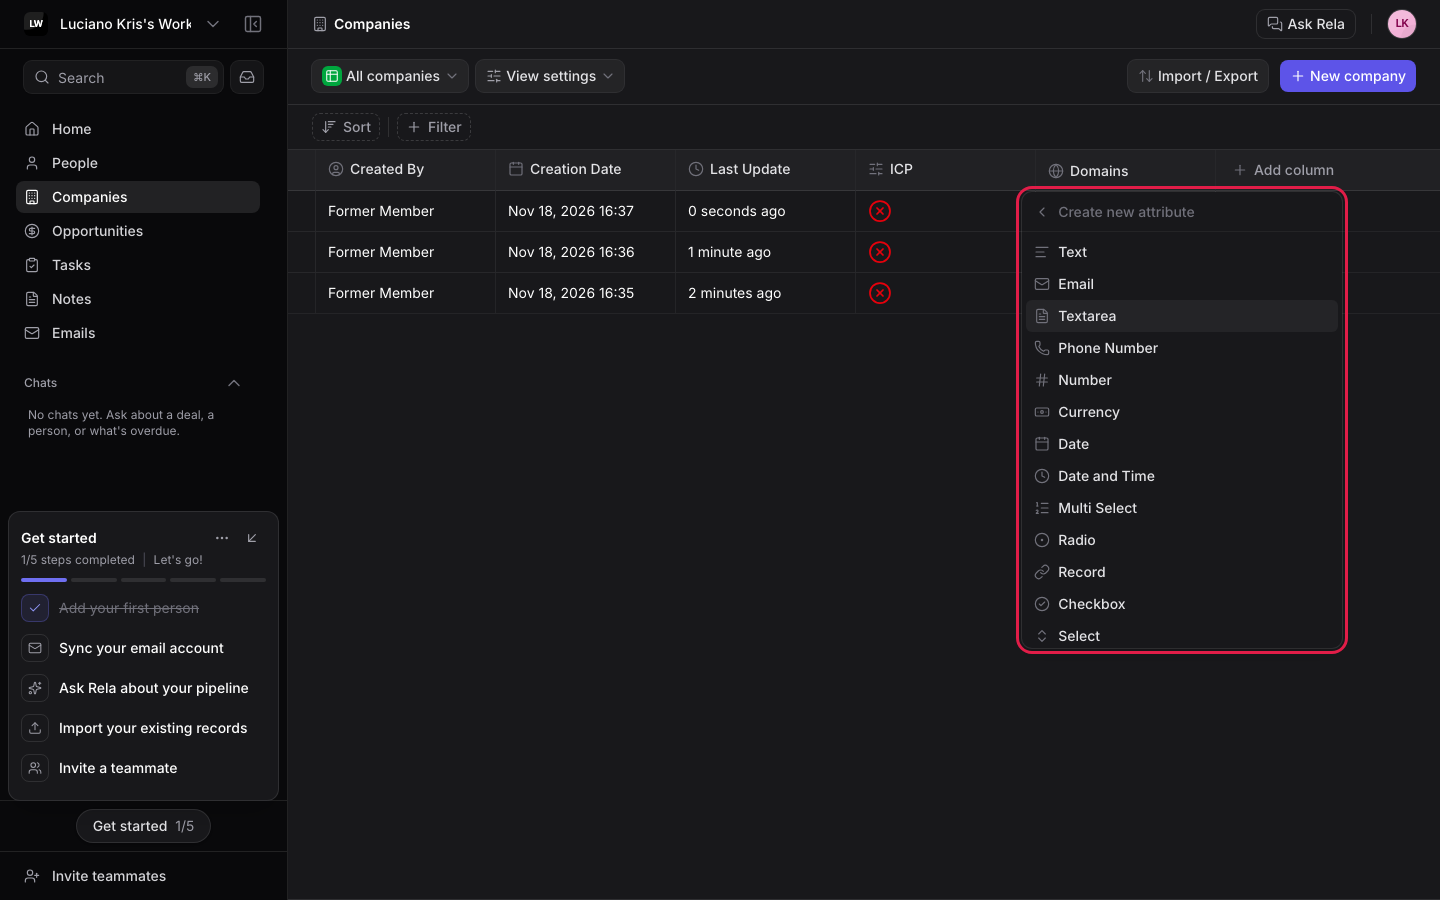 LW Luciano Kris's Work
Search ⌘K
Home
People
Companies
Opportunities
Tasks
Notes
Emails
Chats
No chats yet. Ask about a deal, a
person, or what's overdue.
Get started
1/5 steps completed | Let's go!
Add your first person
Sync your email account
Ask Rela about your pipeline
Import your existing records
Invite a teammate
Get started 1/5
Invite teammates
Companies
Ask Rela
LK
All companies
View settings
Import / Export
New company
Sort
Filter
Created By Creation Date Last Update ICP Domains Add column
Former Member Nov 18, 2026 16:37 0 seconds ago
Former Member Nov 18, 2026 16:36 1 minute ago
Former Member Nov 18, 2026 16:35 2 minutes ago
Create new attribute
Text
Email
Textarea
Phone Number
Number
Currency
Date
Date and Time
Multi Select
Radio
Record
Checkbox
Select